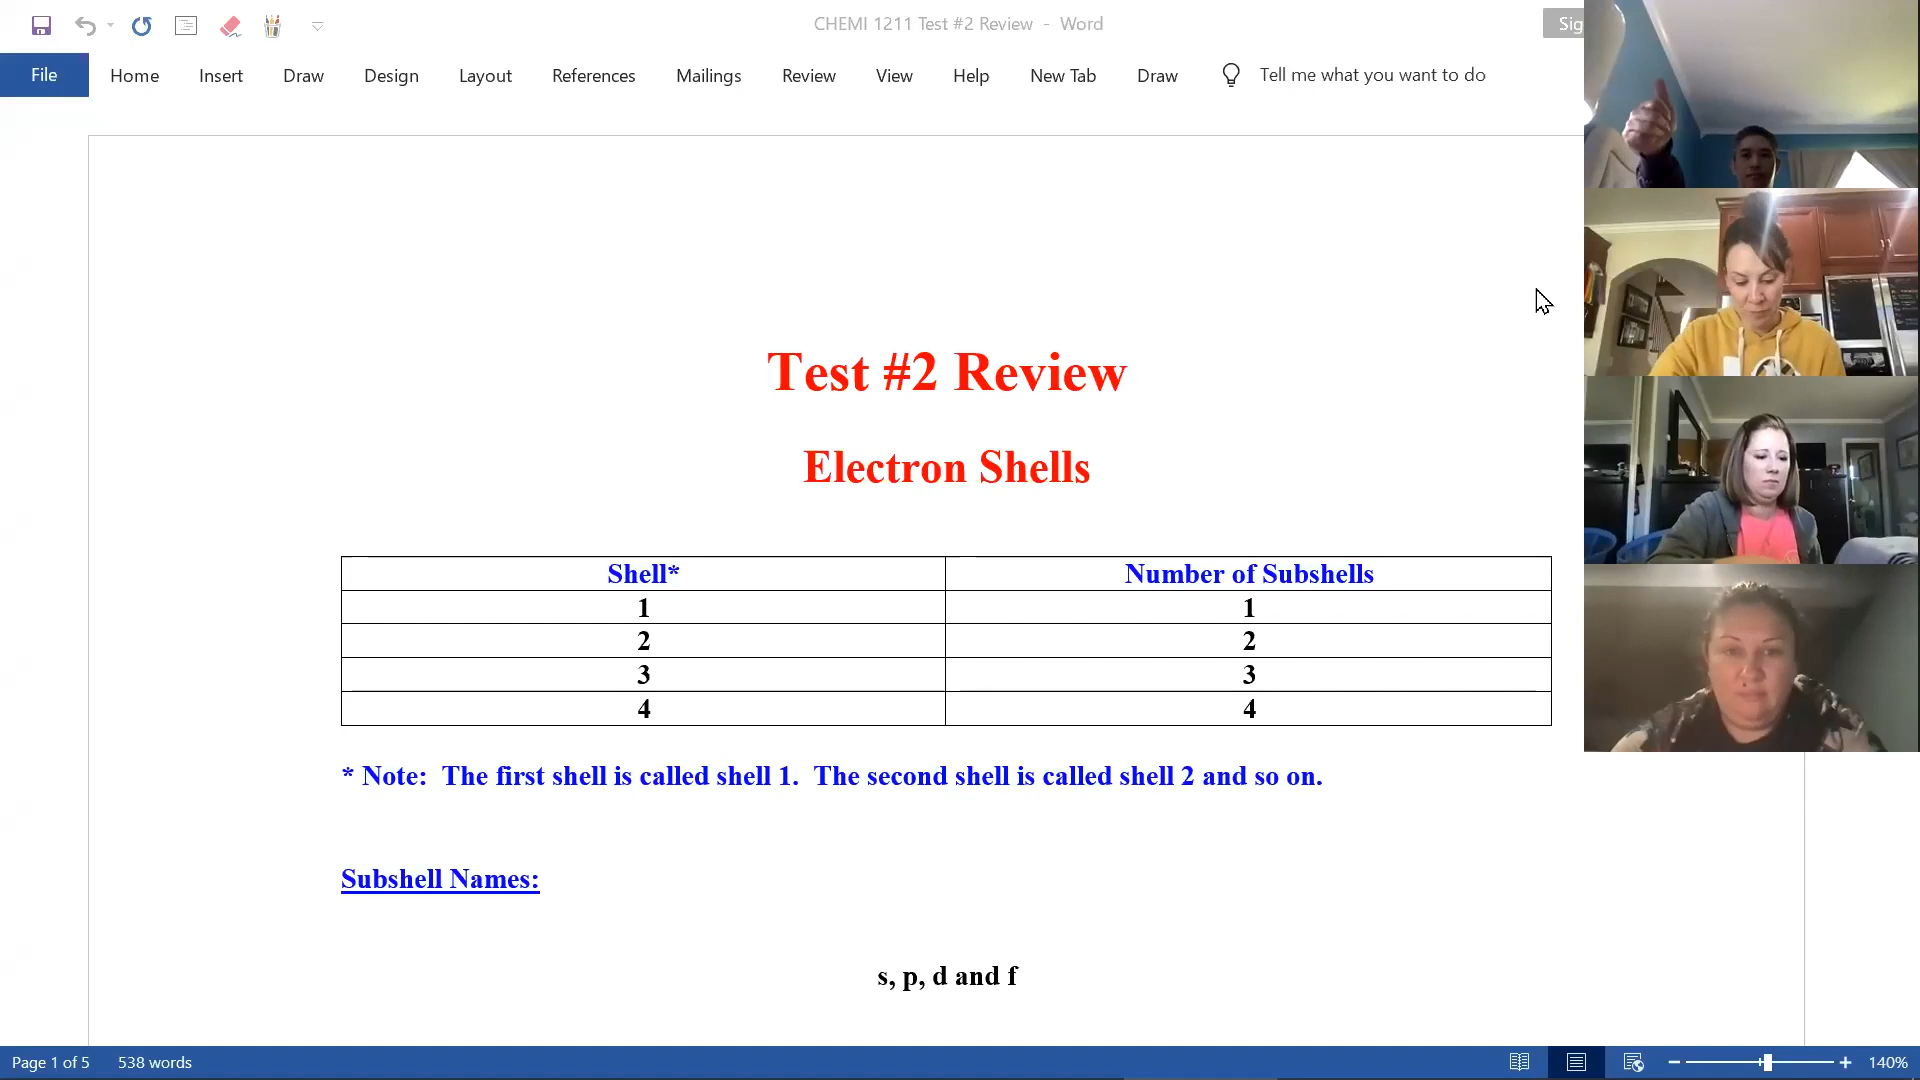 CHEMI 1211 Test #2 Review - Word
Sig
File Home Insert Draw Design Layout References Mailings Review View Help New Tab Draw Tell me what you want to do
Test #2 Review
Electron Shells
Shell* Number of Subshells
1 1
2 2
3 3
4 4
* Note: The first shell is called shell 1. The second shell is called shell 2 and so on.
Subshell Names:
s, p, d and f
Page 1 of 5 538 words 140%